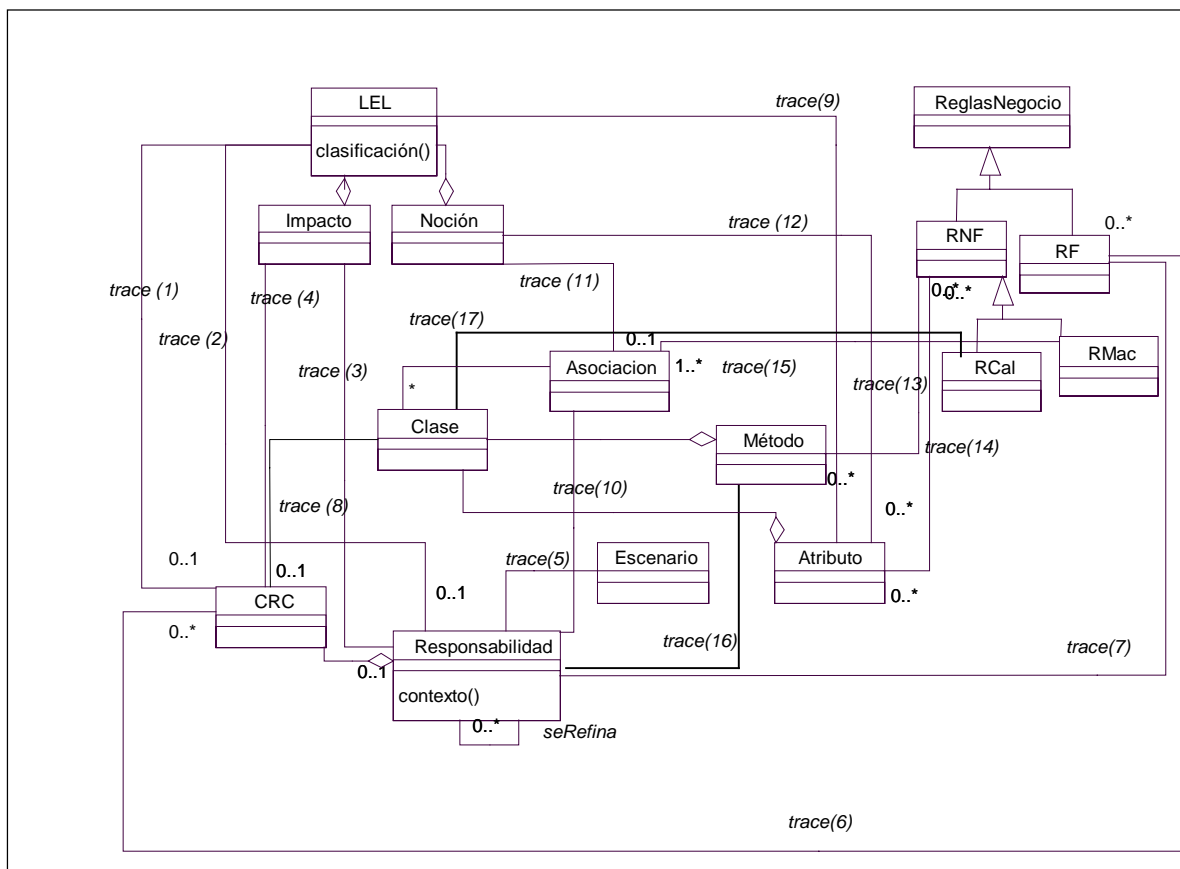 LEL
trace(9)
ReglasNegocio
clasificación()
Impacto
Noción
trace (12)
0..*
RNF
RF
trace (1)
trace (4)
trace (11)
0..*
0..*
trace(17)
trace (2)
0..1
trace (3)
Asociacion
1..*
trace(15)
RCal
RMac
*
trace(13)
Clase
Método
trace(14)
trace (8)
trace(10)
0..*
0..*
0..1
0..1
trace(5)
Escenario
Atributo
CRC
0..1
0..*
0..*
Responsabilidad
trace(16)
trace(7)
0..1
contexto()
0..*
seRefina
trace(6)